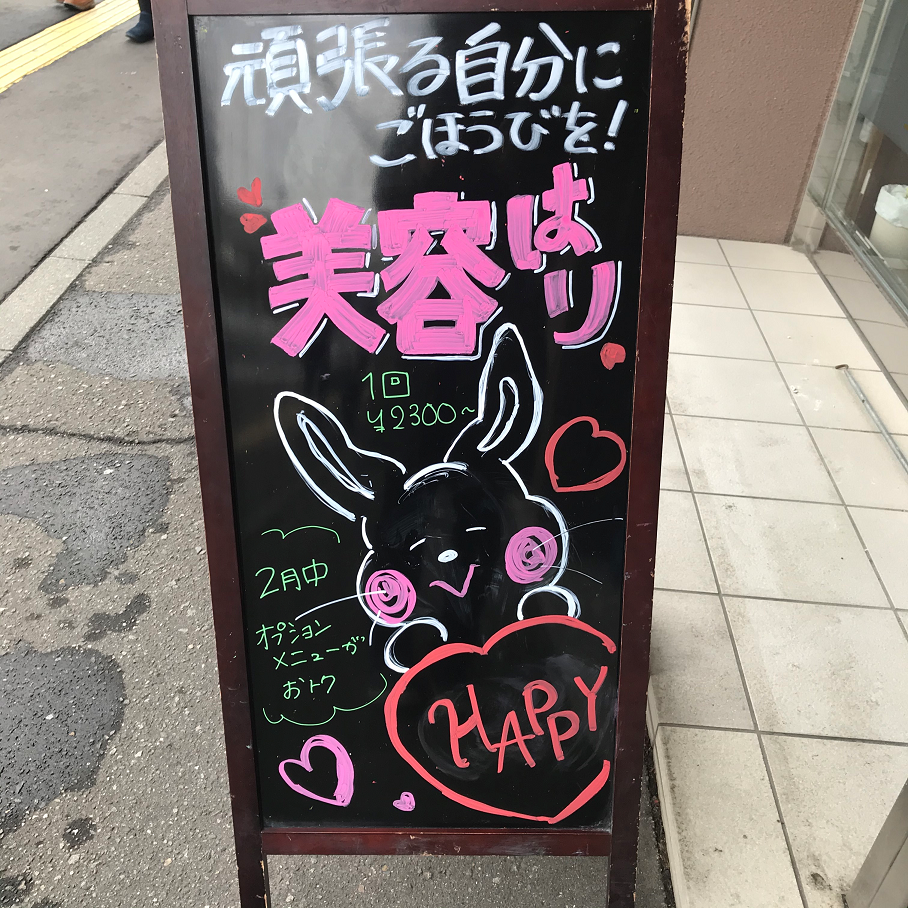 頑張る自分に
ごほうびを!
美容はり
1回
¥2300~
2月中
オプション
メニューが
おトク
HAPPY